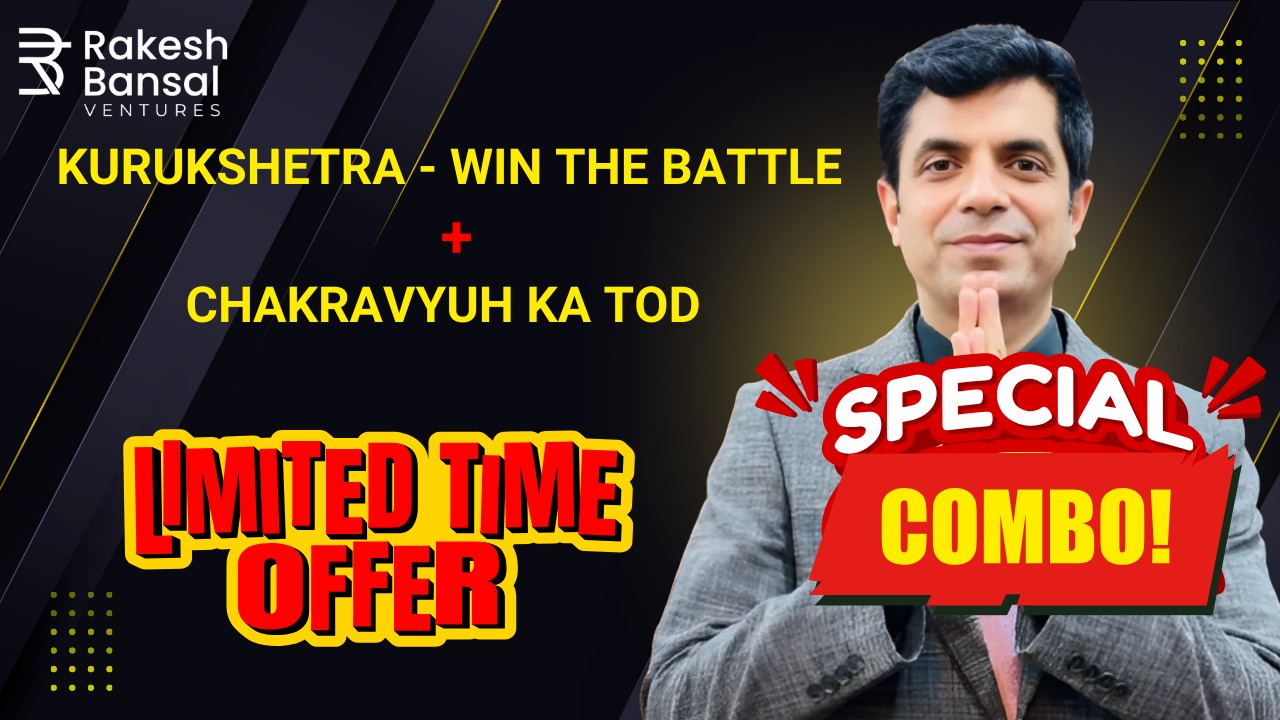 Rakesh
Bansal
VENTURES
KURUKSHETRA - WIN THE BATTLE
+
CHAKRAVYUH KA TOD
LIMITED TIME
OFFER
SPECIAL
COMBO!